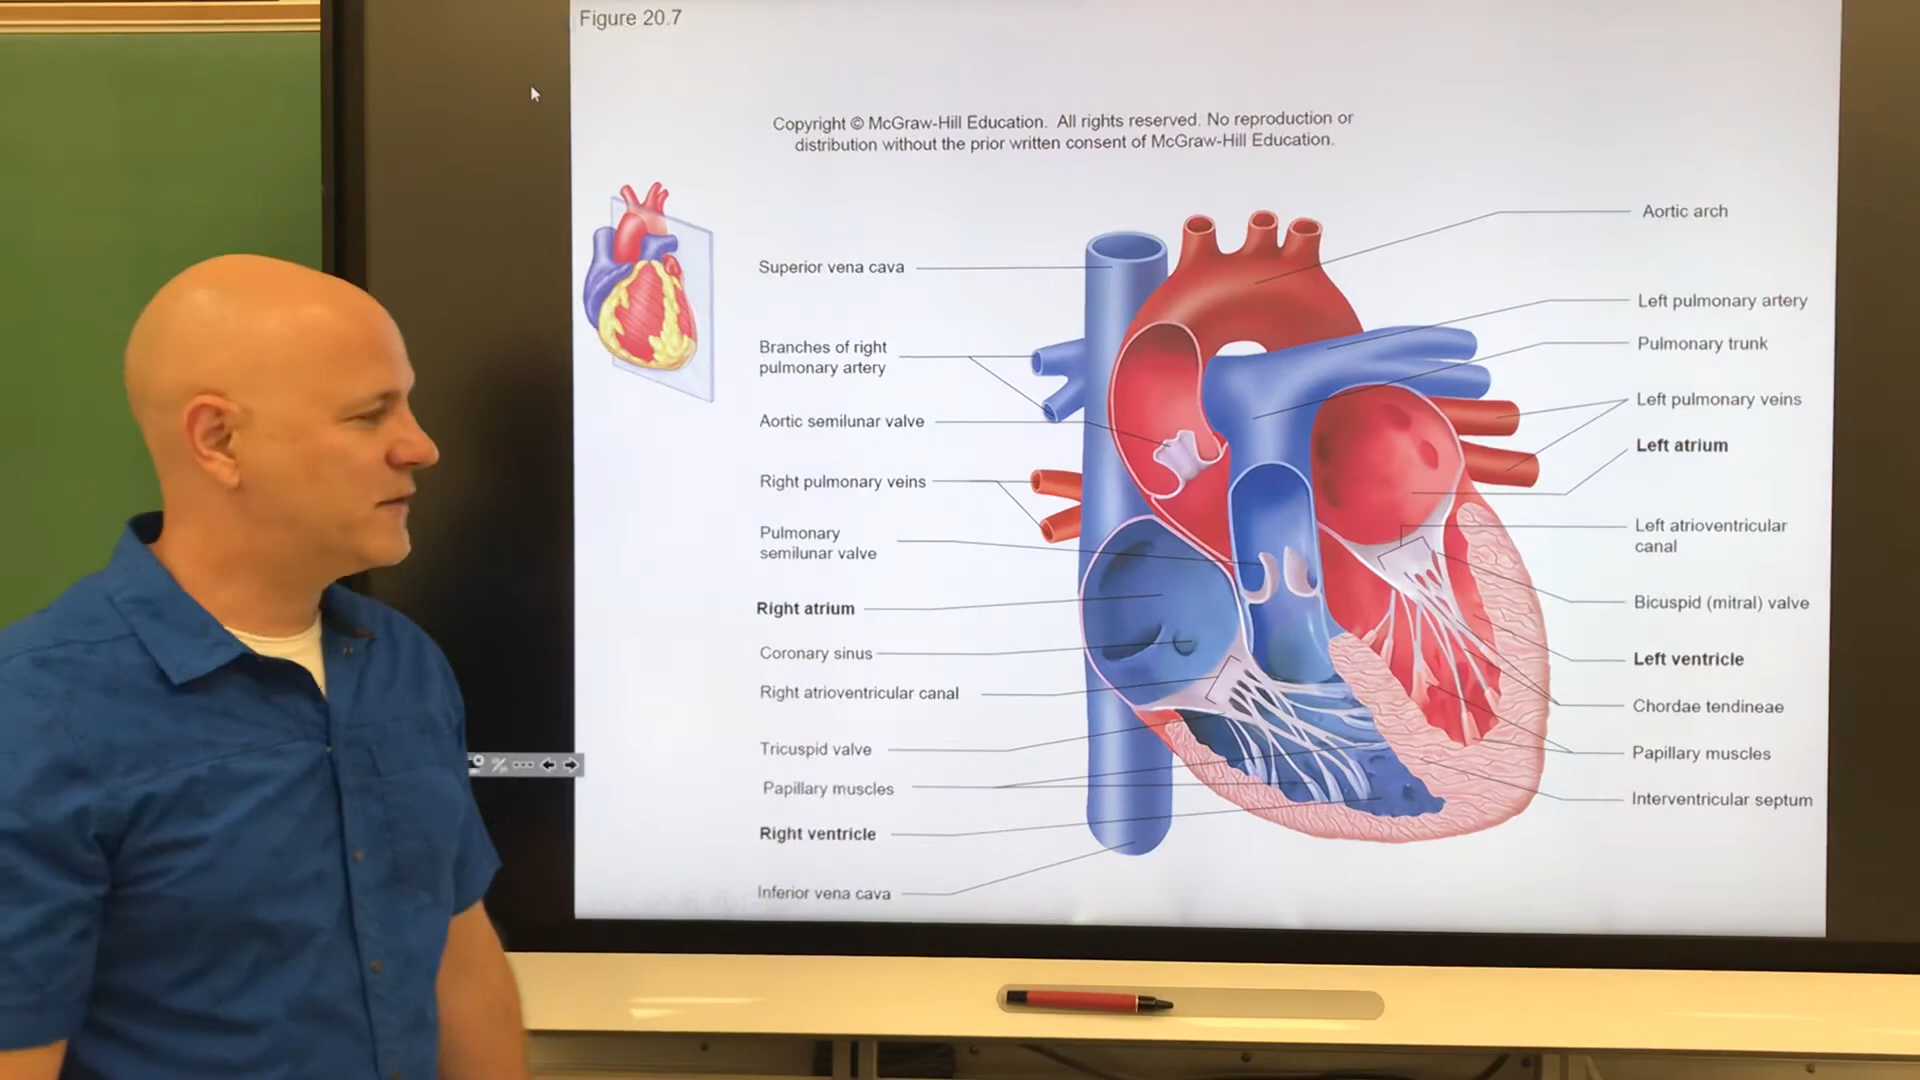 Figure 20.7
Copyright © McGraw-Hill Education. All rights reserved. No reproduction or
distribution without the prior written consent of McGraw-Hill Education.
Superior vena cava
Branches of right
pulmonary artery
Aortic semilunar valve
Right pulmonary veins
Pulmonary
semilunar valve
Right atrium
Coronary sinus
Right atrioventricular canal
Tricuspid valve
Papillary muscles
Right ventricle
Inferior vena cava
Aortic arch
Left pulmonary artery
Pulmonary trunk
Left pulmonary veins
Left atrium
Left atrioventricular
canal
Bicuspid (mitral) valve
Left ventricle
Chordae tendineae
Papillary muscles
Interventricular septum